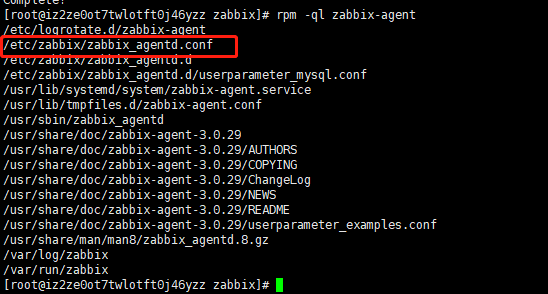 Complete!
[root@iz2ze0ot7twlotft0j46yzz zabbix]# rpm -ql zabbix-agent
/etc/logrotate.d/zabbix-agent
/etc/zabbix/zabbix_agentd.conf
/etc/zabbix/zabbix_agentd.d
/etc/zabbix/zabbix_agentd.d/userparameter_mysql.conf
/usr/lib/systemd/system/zabbix-agent.service
/usr/lib/tmpfiles.d/zabbix-agent.conf
/usr/sbin/zabbix_agentd
/usr/share/doc/zabbix-agent-3.0.29
/usr/share/doc/zabbix-agent-3.0.29/AUTHORS
/usr/share/doc/zabbix-agent-3.0.29/COPYING
/usr/share/doc/zabbix-agent-3.0.29/ChangeLog
/usr/share/doc/zabbix-agent-3.0.29/NEWS
/usr/share/doc/zabbix-agent-3.0.29/README
/usr/share/doc/zabbix-agent-3.0.29/userparameter_examples.conf
/usr/share/man/man8/zabbix_agentd.8.gz
/var/log/zabbix
/var/run/zabbix
[root@iz2ze0ot7twlotft0j46yzz zabbix]#